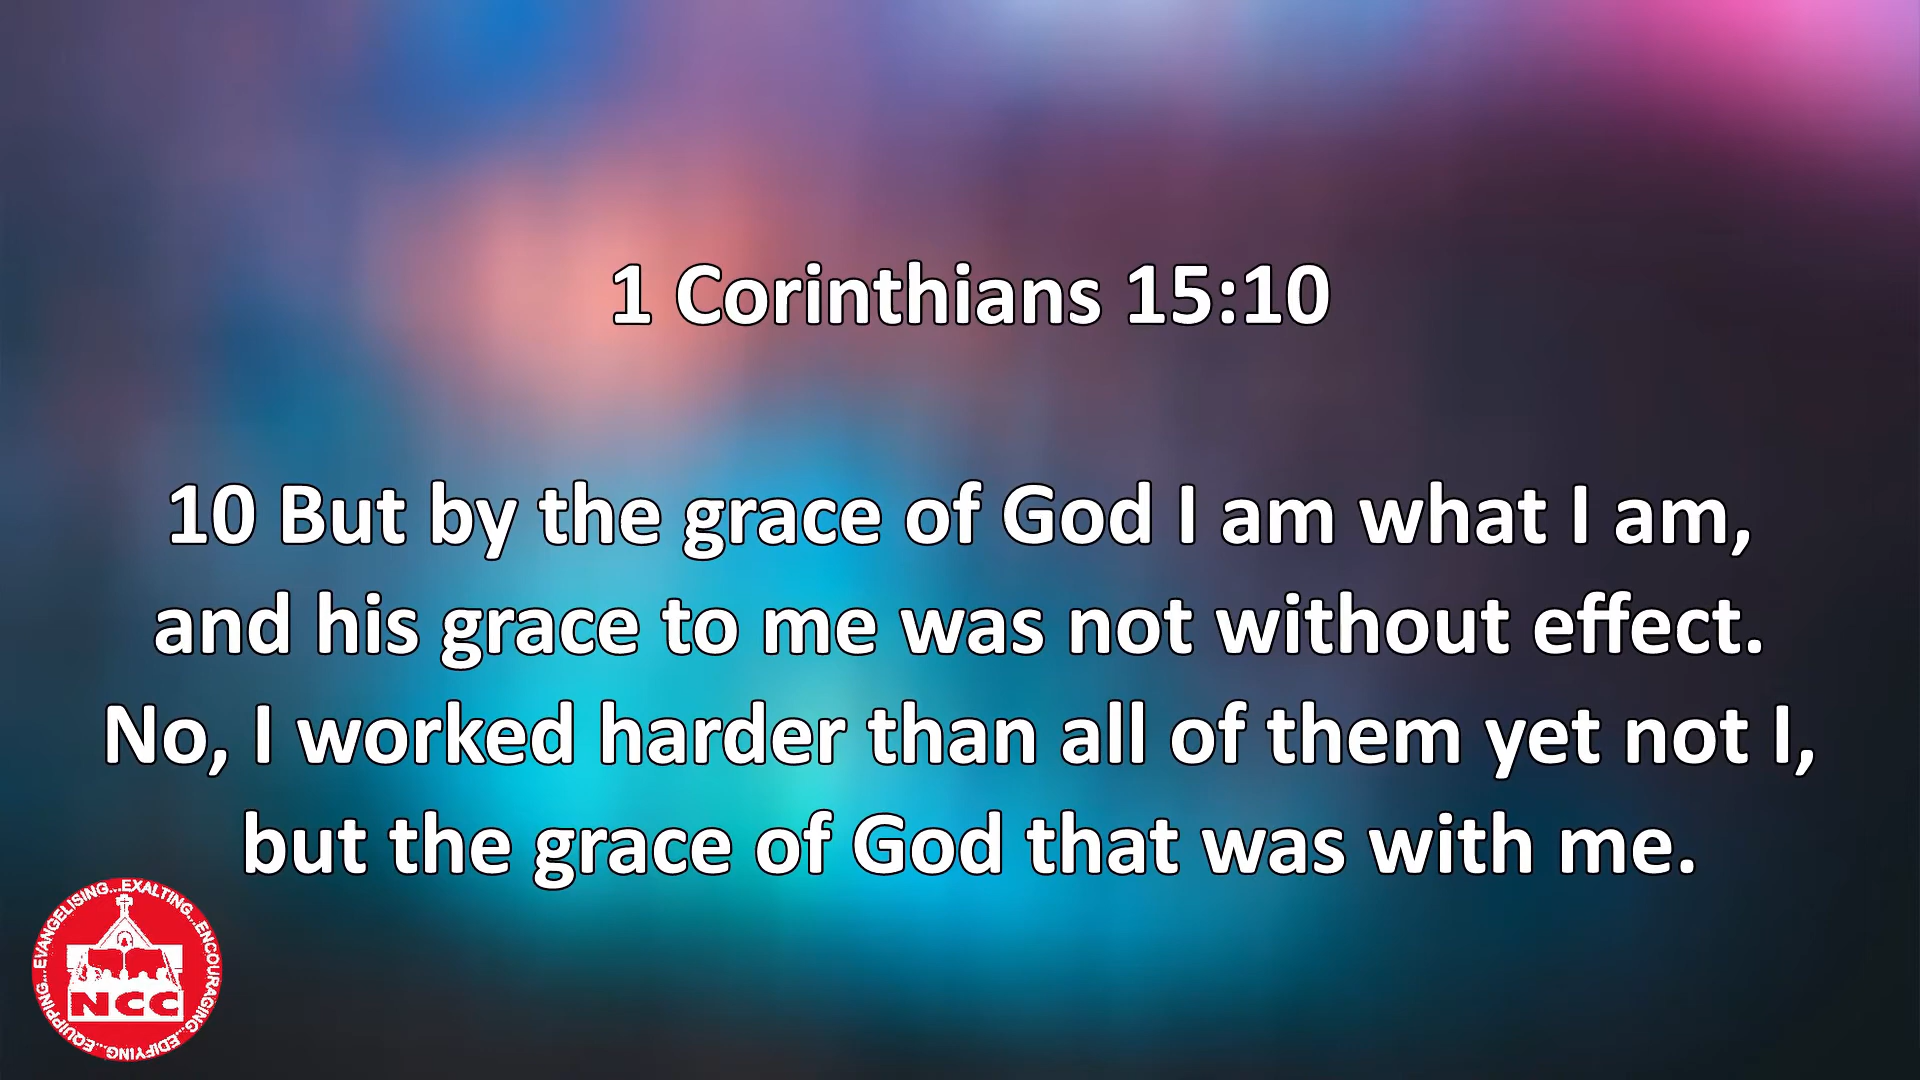 1 Corinthians 15:10
10 But by the grace of God I am what I am,
and his grace to me was not without effect.
No, I worked harder than all of them yet not I,
but the grace of God that was with me.
EQUIPPING...EVANGELISING...EXALTING...ENCOURAGING...EDIFYING...
NCC